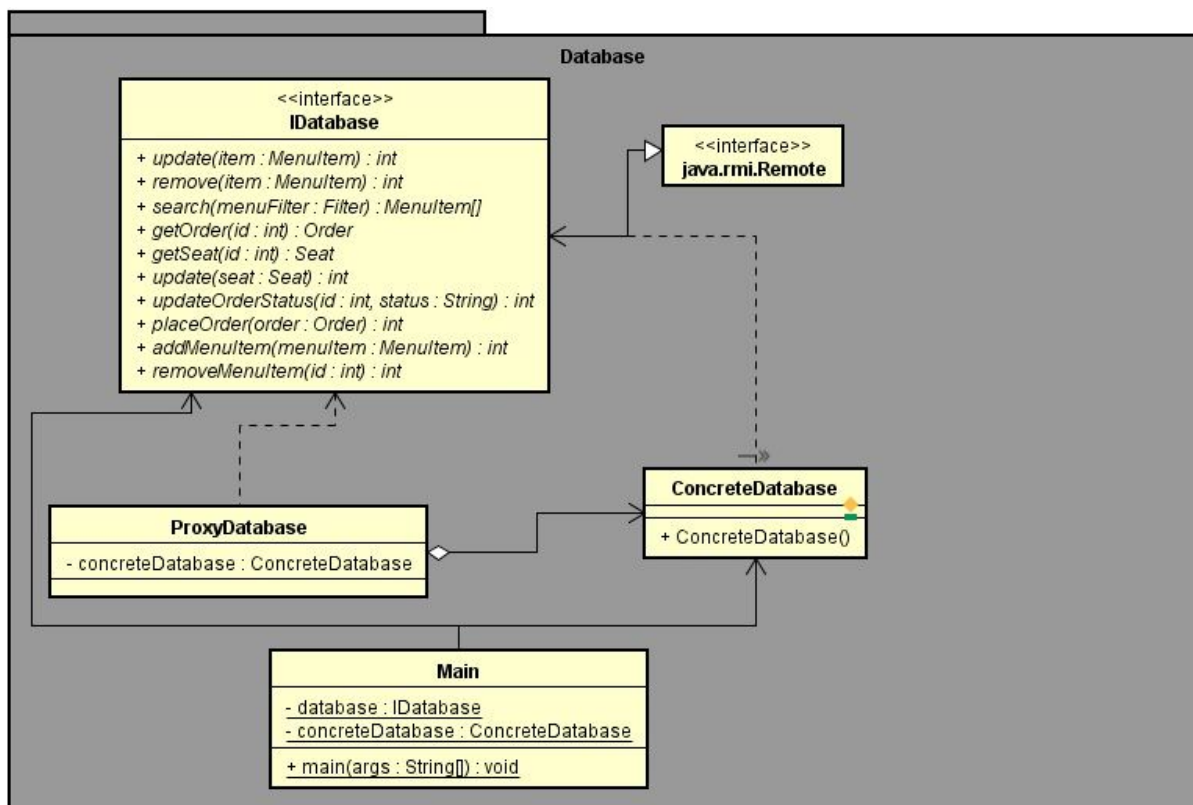 Database
<<interface>>
IDatabase
+ update(item : MenuItem) : int
+ remove(item : MenuItem) : int
+ search(menuFilter : Filter) : MenuItem[]
+ getOrder(id : int) : Order
+ getSeat(id : int) : Seat
+ update(seat : Seat) : int
+ updateOrderStatus(id : int, status : String) : int
+ placeOrder(order : Order) : int
+ addMenuItem(menuItem : MenuItem) : int
+ removeMenuItem(id : int) : int
<<interface>>
java.rmi.Remote
ProxyDatabase
- concreteDatabase : ConcreteDatabase
ConcreteDatabase
+ ConcreteDatabase()
Main
- database : IDatabase
- concreteDatabase : ConcreteDatabase
+ main(args : String[]) : void